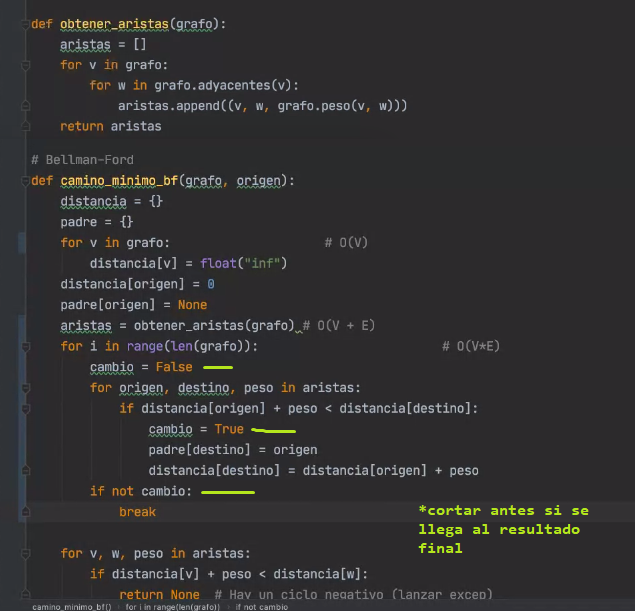 def obtener_aristas(grafo):
    aristas = []
    for v in grafo:
        for w in grafo.adyacentes(v):
            aristas.append((v, w, grafo.peso(v, w)))
    return aristas
# Bellman-Ford
def camino_minimo_bf(grafo, origen):
    distancia = {}
    padre = {}
    for v in grafo:                     # O(V)
        distancia[v] = float("inf")
    distancia[origen] = 0
    padre[origen] = None
    aristas = obtener_aristas(grafo) # O(V + E)
    for i in range(len(grafo)):                         # O(V*E)
        cambio = False
        for origen, destino, peso in aristas:
            if distancia[origen] + peso < distancia[destino]:
                cambio = True
                padre[destino] = origen
                distancia[destino] = distancia[origen] + peso
        if not cambio:
            break
*cortar antes si se
llega al resultado
final
    for v, w, peso in aristas:
        if distancia[v] + peso < distancia[w]:
            return None  # Hay un ciclo negativo (lanzar excep)
camino_minimo_bf() › for i in range(len(grafo)) › if not cambio